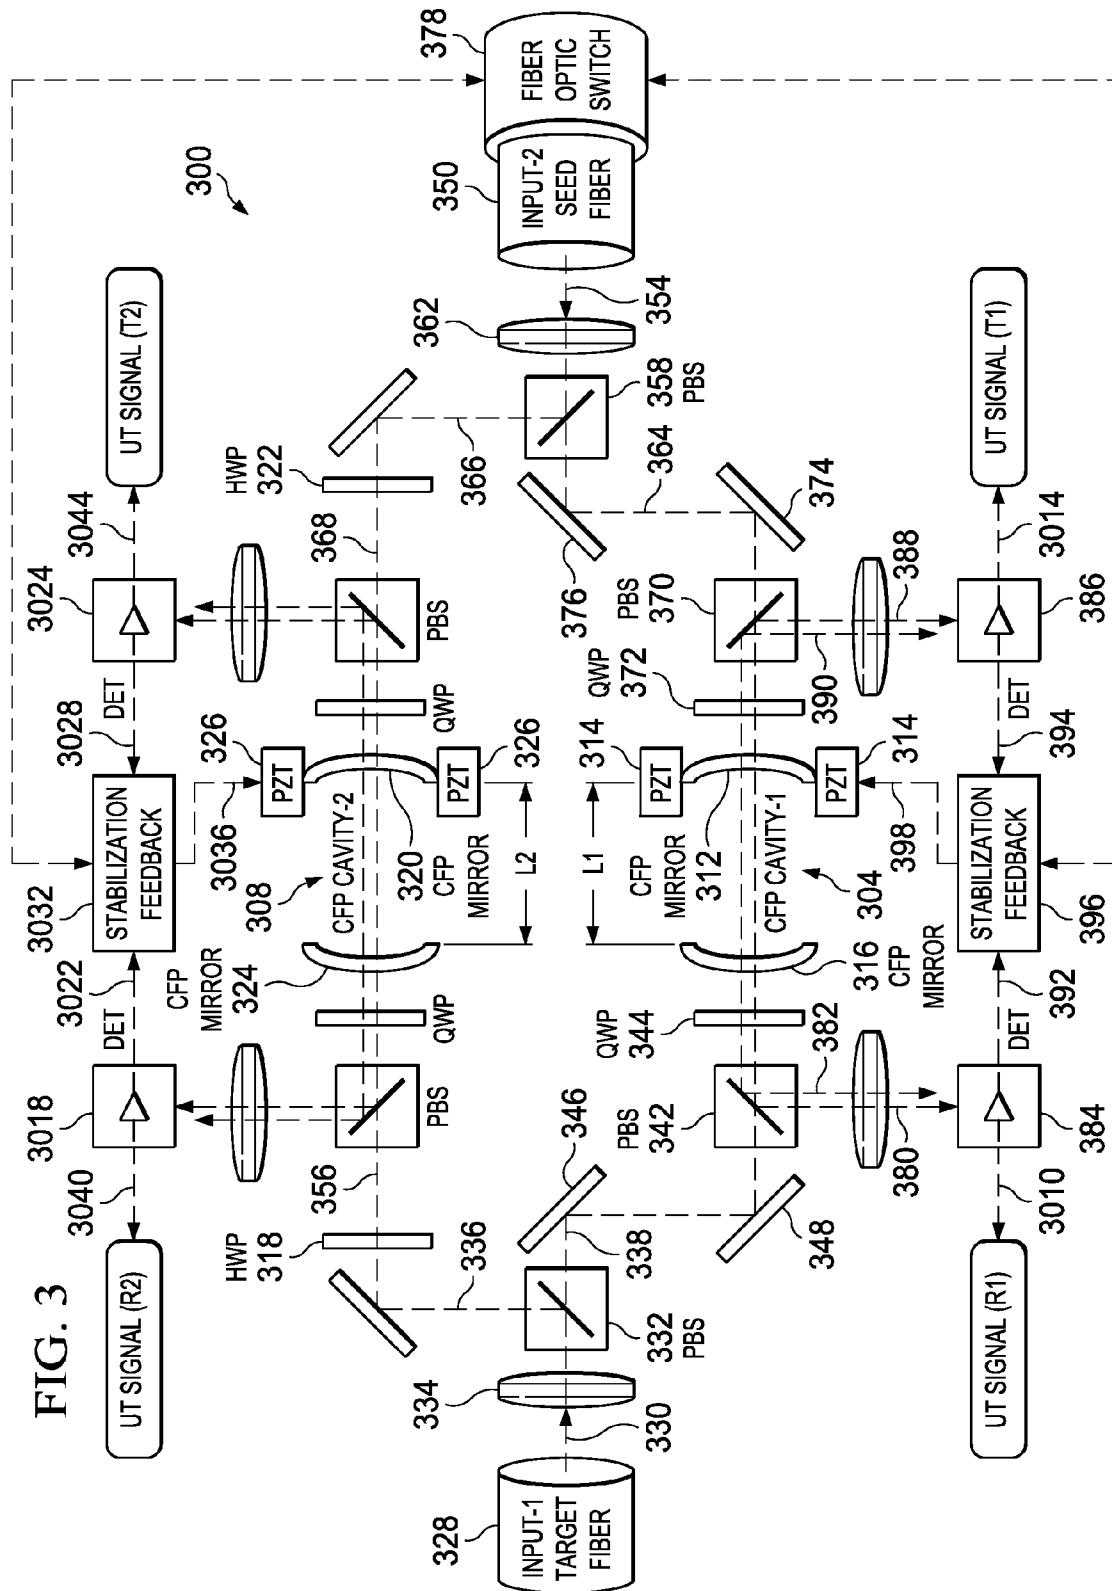 FIG. 3
300
UT SIGNAL (R2)
3040
3018
DET
3022
3032
STABILIZATION
FEEDBACK
3028
DET
3024
3044
UT SIGNAL (T2)
CFP
MIRROR
324
3036
326
PZT
PZT
326
HWP
318
356
PBS
QWP
308
CFP CAVITY-2
320
CFP
MIRROR
L2
QWP
PBS
368
HWP
322
336
366
328
INPUT-1
TARGET
FIBER
330
334
332
PBS
338
346
348
362
354
358
PBS
364
376
374
350
INPUT-2
SEED
FIBER
378
FIBER
OPTIC
SWITCH
PBS
342
QWP
344
L1
CFP
MIRROR
312
314
PZT
PZT
314
CFP CAVITY-1
304
316
CFP
MIRROR
QWP
372
PBS
370
382
380
390
388
398
384
DET
392
STABILIZATION
FEEDBACK
396
394
DET
386
3010
3014
UT SIGNAL (R1)
UT SIGNAL (T1)